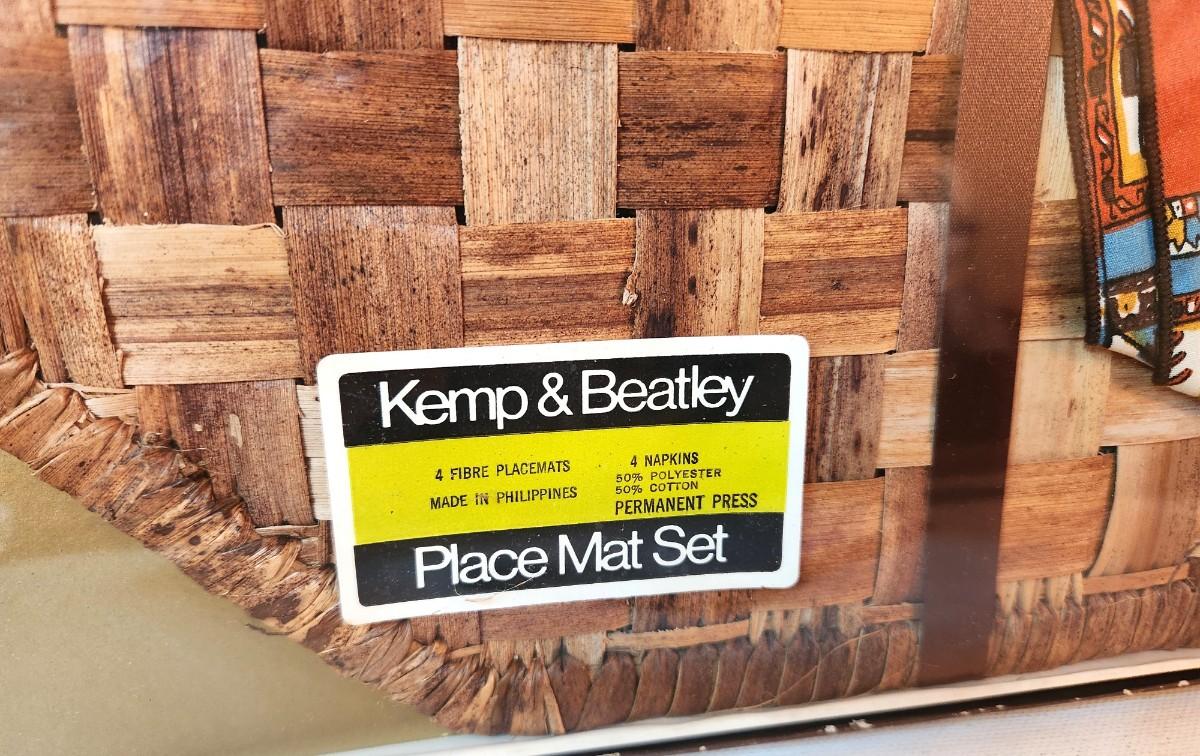 Kemp & Beatley
4 FIBRE PLACEMATS
MADE IN PHILIPPINES
4 NAPKINS
50% POLYESTER
50% COTTON
PERMANENT PRESS
Place Mat Set